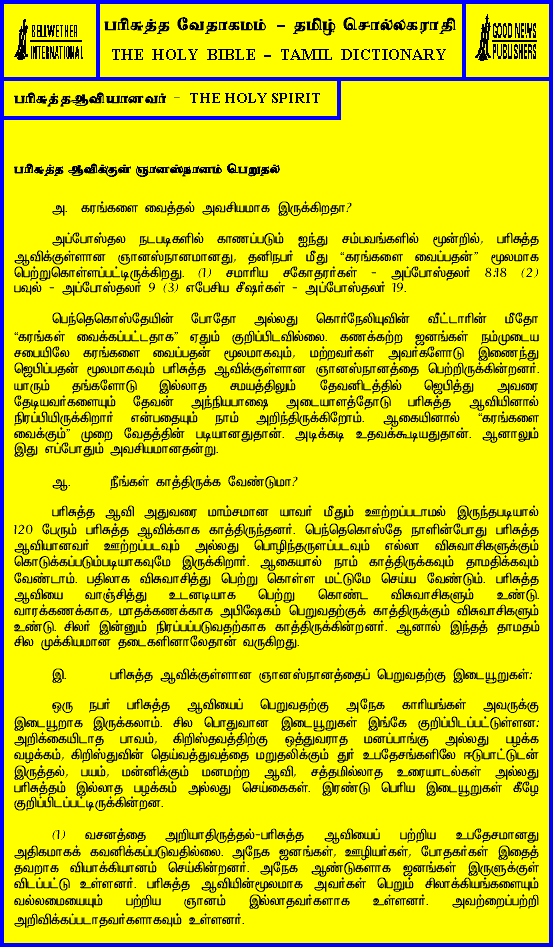 BELLWETHER
INTERNATIONAL
பரிசுத்த வேதாகமம் – தமிழ் சொல்லகராதி
THE HOLY BIBLE – TAMIL DICTIONARY
GOOD NEWS
PUBLISHERS
பரிசுத்தஆவியானவர் – THE HOLY SPIRIT
பரிசுத்த ஆவிக்குள் ஞானஸ்நானம் பெறுதல்
அ. கரங்களை வைத்தல் அவசியமாக இருக்கிறதா?
அப்போஸ்தல நடபடிகளில் காணப்படும் ஐந்து சம்பவங்களில் மூன்றில், பரிசுத்த
ஆவிக்குள்ளான ஞானஸ்நானமானது, தனிநபர் மீது “கரங்களை வைப்பதன்” மூலமாக
பெற்றுகொள்ளப்பட்டிருக்கிறது. (1) சமாரிய சகோதரர்கள் - அப்போஸ்தலர் 8:18 (2)
பவுல் - அப்போஸ்தலர் 9 (3) எபேசிய சீஷர்கள் - அப்போஸ்தலர் 19.
பெந்தெகொஸ்தேயின் போதோ அல்லது கொர்நேலியுவின் வீட்டாரின் மீதோ
“கரங்கள் வைக்கப்பட்டதாக” ஏதும் குறிப்பிடவில்லை. கணக்கற்ற ஜனங்கள் நம்முடைய
சபையிலே கரங்களை வைப்பதன் மூலமாகவும், மற்றவர்கள் அவர்களோடு இணைந்து
ஜெபிப்பதன் மூலமாகவும் பரிசுத்த ஆவிக்குள்ளான ஞானஸ்நானத்தை பெற்றிருக்கின்றனர்.
யாரும் தங்களோடு இல்லாத சமயத்திலும் தேவனிடத்தில் ஜெபித்து அவரை
தேடியவர்களையும் தேவன் அந்நியபாஷை அடையாளத்தோடு பரிசுத்த ஆவியினால்
நிரப்பியிருக்கிறார் என்பதையும் நாம் அறிந்திருக்கிறோம். ஆகையினால் “கரங்களை
வைக்கும்” முறை வேதத்தின் படியானதுதான். அடிக்கடி உதவக்கூடியதுதான். ஆனாலும்
இது எப்போதும் அவசியமானதன்று.
ஆ. நீங்கள் காத்திருக்க வேண்டுமா?
பரிசுத்த ஆவி அதுவரை மாம்சமான யாவர் மீதும் ஊற்றப்படாமல் இருந்தபடியால்
120 பேரும் பரிசுத்த ஆவிக்காக காத்திருந்தனர். பெந்தெகொஸ்தே நாளின்போது பரிசுத்த
ஆவியானவர் ஊற்றப்படவும் அல்லது பொழிந்தருளப்படவும் எல்லா விசுவாசிகளுக்கும்
கொடுக்கப்படும்படியாகவுமே இருக்கிறார். ஆகையால் நாம் காத்திருக்கவும் தாமதிக்கவும்
வேண்டாம். பதிலாக விசுவாசித்து பெற்று கொள்ள மட்டுமே செய்ய வேண்டும். பரிசுத்த
ஆவியை வாஞ்சித்து உடனடியாக பெற்று கொண்ட விசுவாசிகளும் உண்டு.
வாரக்கணக்காக, மாதக்கணக்காக அபிஷேகம் பெறுவதற்குக் காத்திருக்கும் விசுவாசிகளும்
உண்டு. சிலர் இன்னும் நிரப்பப்படுவதற்காக காத்திருக்கின்றனர். ஆனால் இந்தத் தாமதம்
சில முக்கியமான தடைகளினாலேதான் வருகிறது.
இ. பரிசுத்த ஆவிக்குள்ளான ஞானஸ்நானத்தைப் பெறுவதற்கு இடையூறுகள்:
ஒரு நபர் பரிசுத்த ஆவியைப் பெறுவதற்கு அநேக காரியங்கள் அவருக்கு
இடையூறாக இருக்கலாம். சில பொதுவான இடையூறுகள் இங்கே குறிப்பிடப்பட்டுள்ளன:
அறிக்கையிடாத பாவம், கிறிஸ்தவத்திற்கு ஒத்துவராத மனப்பாங்கு அல்லது பழக்க
வழக்கம், கிறிஸ்துவின் தெய்வத்துவத்தை மறுதலிக்கும் துர் உபதேசங்களிலே ஈடுபாட்டுடன்
இருத்தல், பயம், மன்னிக்கும் மனமற்ற ஆவி, சத்தமில்லாத உரையாடல்கள் அல்லது
பரிசுத்தம் இல்லாத பழக்கம் அல்லது செய்கைகள். இரண்டு பெரிய இடையூறுகள் கீழே
குறிப்பிடப்பட்டிருக்கின்றன.
(1) வசனத்தை அறியாதிருத்தல்-பரிசுத்த ஆவியைப் பற்றிய உபதேசமானது
அதிகமாகக் கவனிக்கப்படுவதில்லை. அநேக ஜனங்கள், ஊழியர்கள், போதகர்கள் இதைத்
தவறாக வியாக்கியானம் செய்கின்றனர். அநேக ஆண்டுகளாக ஜனங்கள் இருளுக்குள்
விடப்பட்டு உள்ளனர். பரிசுத்த ஆவியின்மூலமாக அவர்கள் பெறும் சிலாக்கியங்களையும்
வல்லமையையும் பற்றிய ஞானம் இல்லாதவர்களாக உள்ளனர். அவற்றைப்பற்றி
அறிவிக்கப்படாதவர்களாகவும் உள்ளனர்.